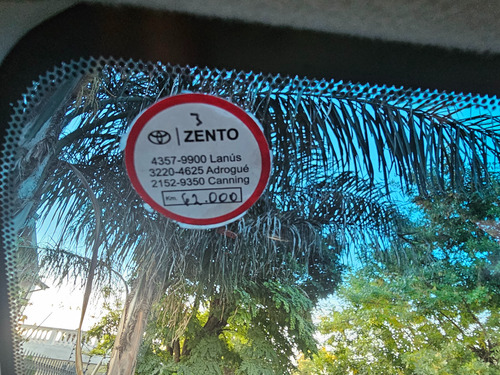 3
ZENTO
4357-9900 Lanús
3220-4625 Adrogué
2152-9350 Canning
Km. 62.000